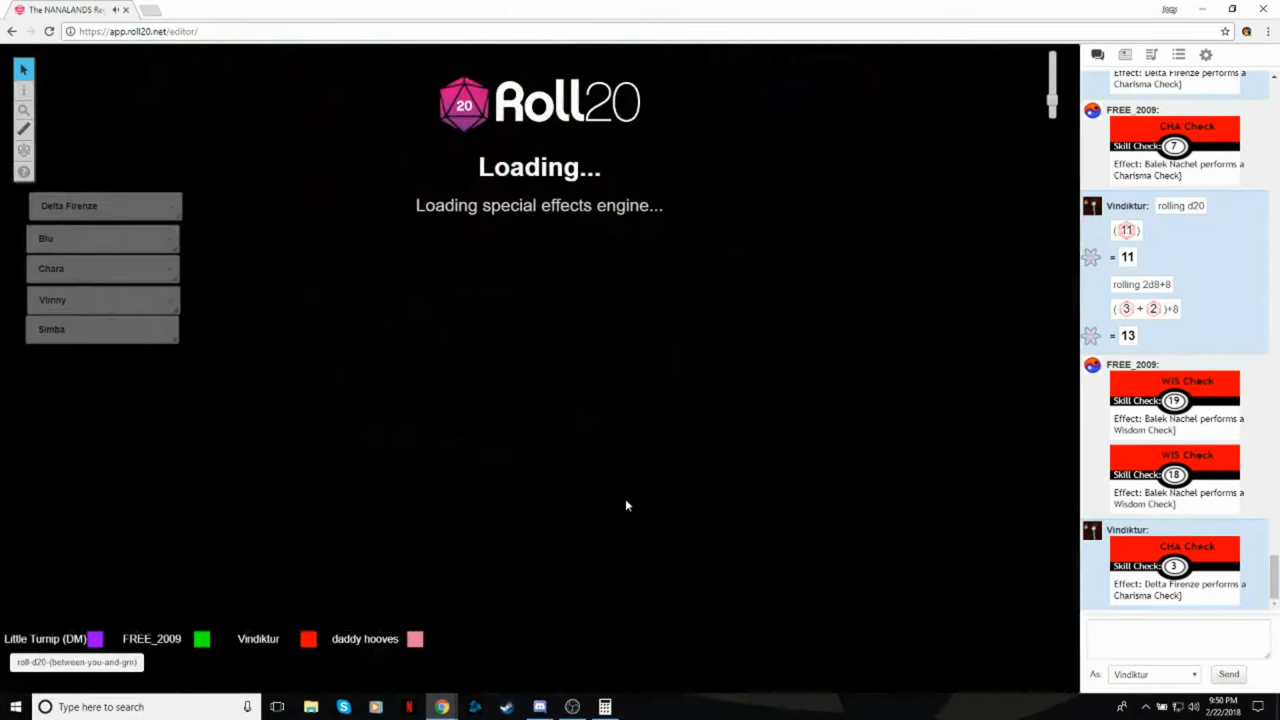 The NANALANDS Re
https://app.roll20.net/editor/
20
Roll20
Loading...
Loading special effects engine...
Delta Firenze
Blu
Chara
Vlinny
Simba
Little Turnip (DM)
FREE_2009
Vindiktur
daddy hooves
roll-d20-(between-you-and-gm)
Effect: Delta Firenze performs a
Charisma Check}
FREE_2009:
CHA Check
Skill Check: 7
Effect: Balek Nachel performs a
Charisma Check}
Vindiktur: rolling d20
(11)
= 11
rolling 2d8+8
(3 + 2)+8
= 13
FREE_2009:
WIS Check
Skill Check: 19
Effect: Balek Nachel performs a
Wisdom Check}
WIS Check
Skill Check: 18
Effect: Balek Nachel performs a
Wisdom Check}
Vindiktur:
CHA Check
Skill Check: 3
Effect: Delta Firenze performs a
Charisma Check}
As: Vindiktur
Send
Type here to search
9:50 PM
2/22/2018